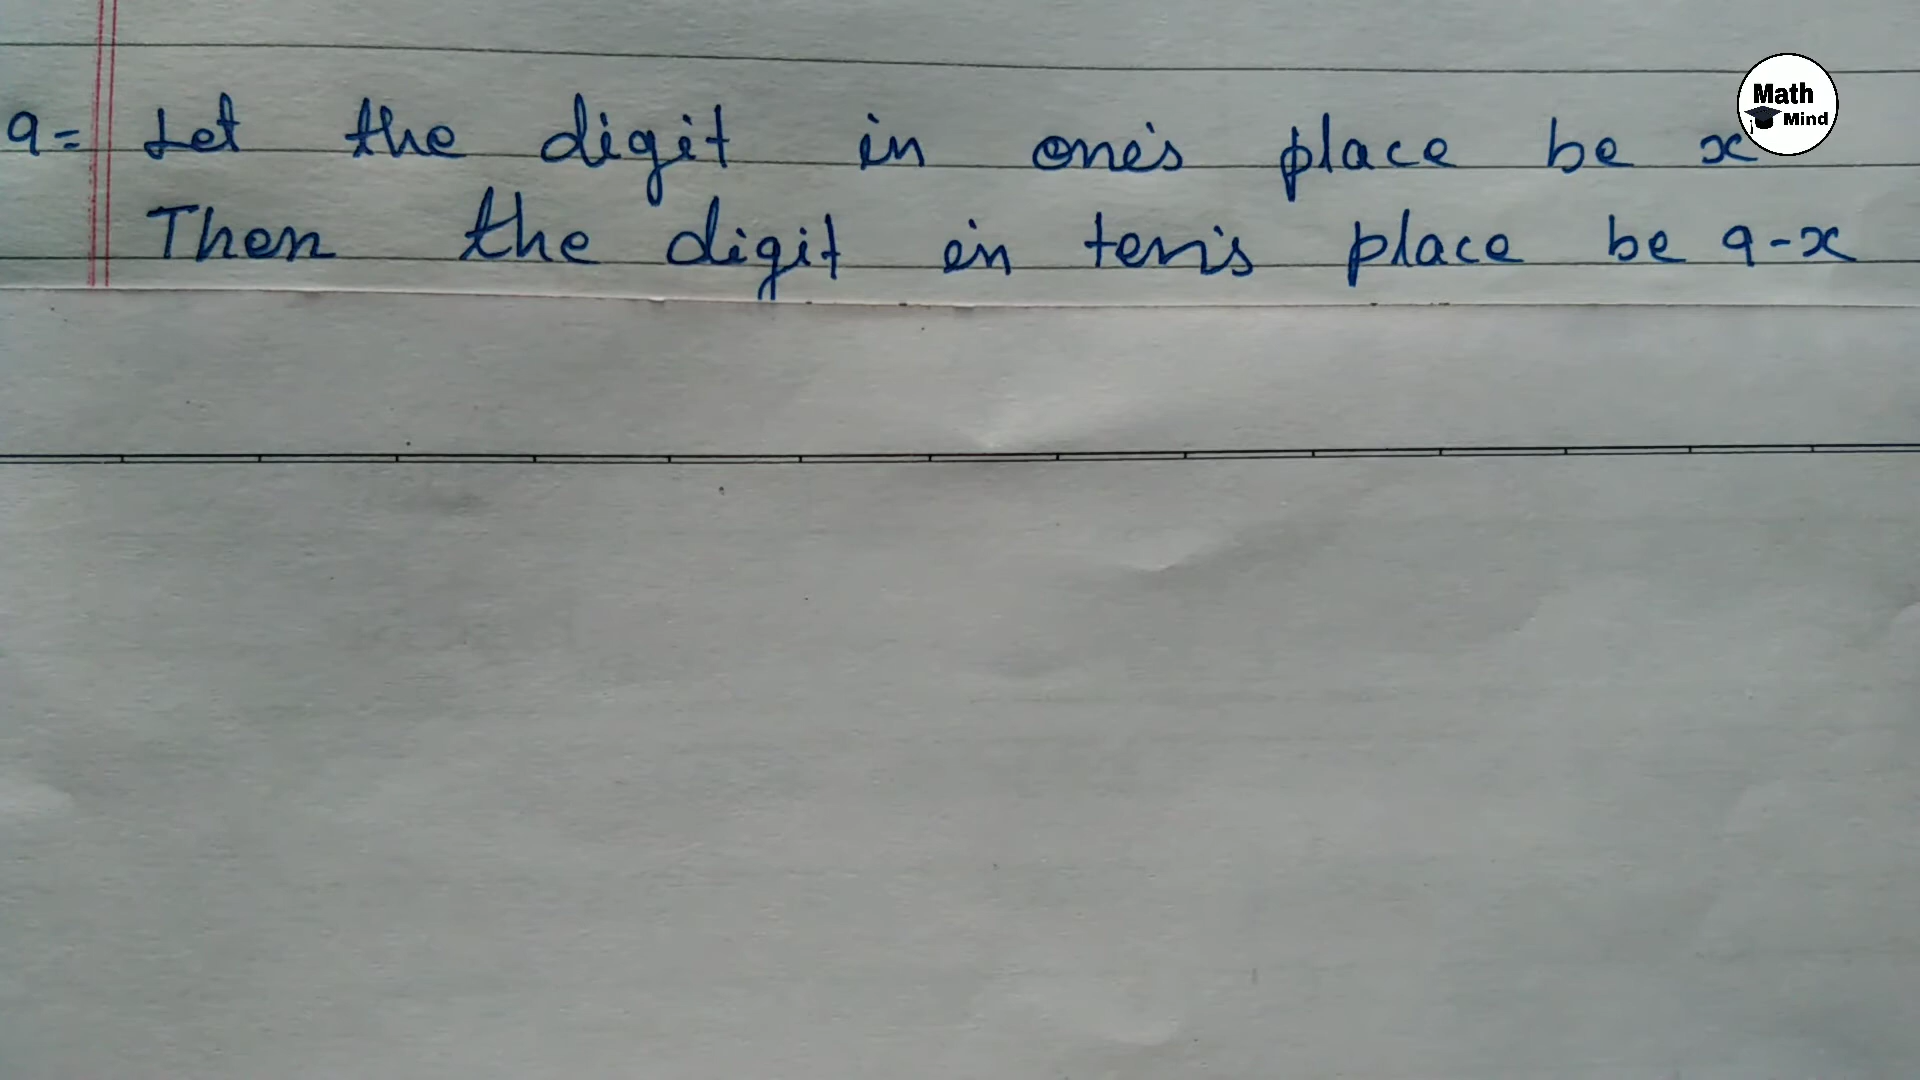 9= Let the digit in one's place be x
Then the digit in ten's place be 9-x
Math
Mind